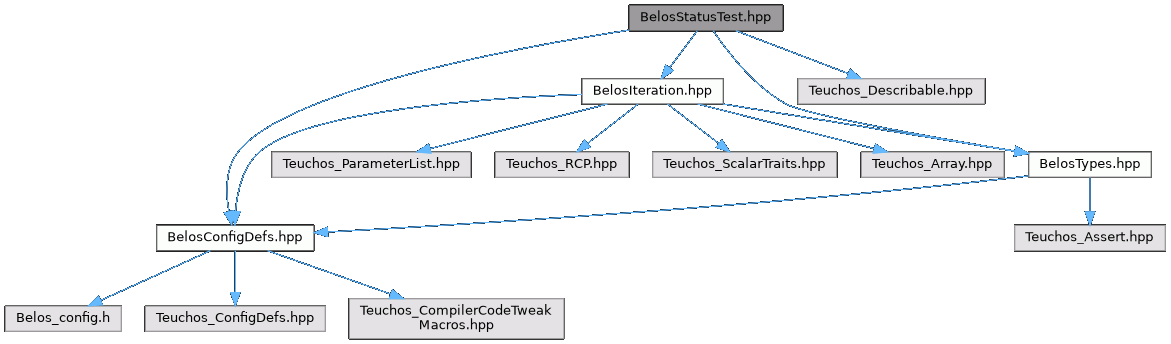 BelosStatusTest.hpp
BelosIteration.hpp
Teuchos_Describable.hpp
Teuchos_ParameterList.hpp
Teuchos_RCP.hpp
Teuchos_ScalarTraits.hpp
Teuchos_Array.hpp
BelosTypes.hpp
BelosConfigDefs.hpp
Teuchos_Assert.hpp
Belos_config.h
Teuchos_ConfigDefs.hpp
Teuchos_CompilerCodeTweak
Macros.hpp